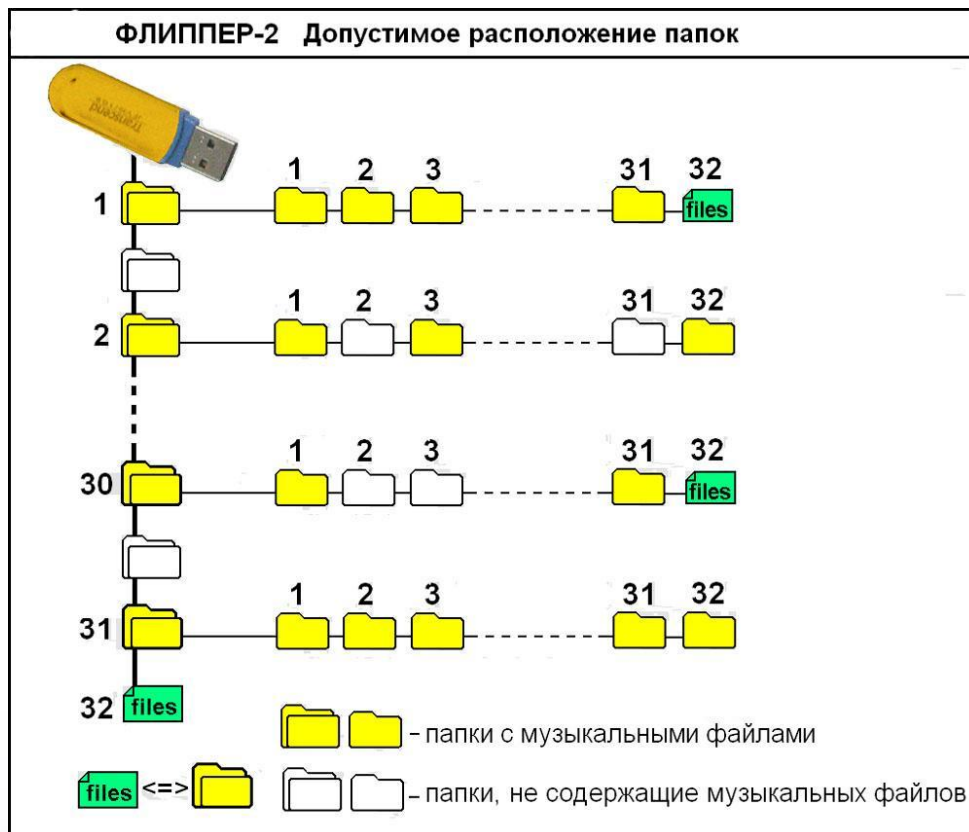 ФЛИППЕР-2 Допустимое расположение папок
Transcend
1 2 3 31 32
1 files
1 2 3 31 32
2
1 2 3 31 32
30 files
1 2 3 31 32
31
32 files
- папки с музыкальными файлами
files <=>
- папки, не содержащие музыкальных файлов